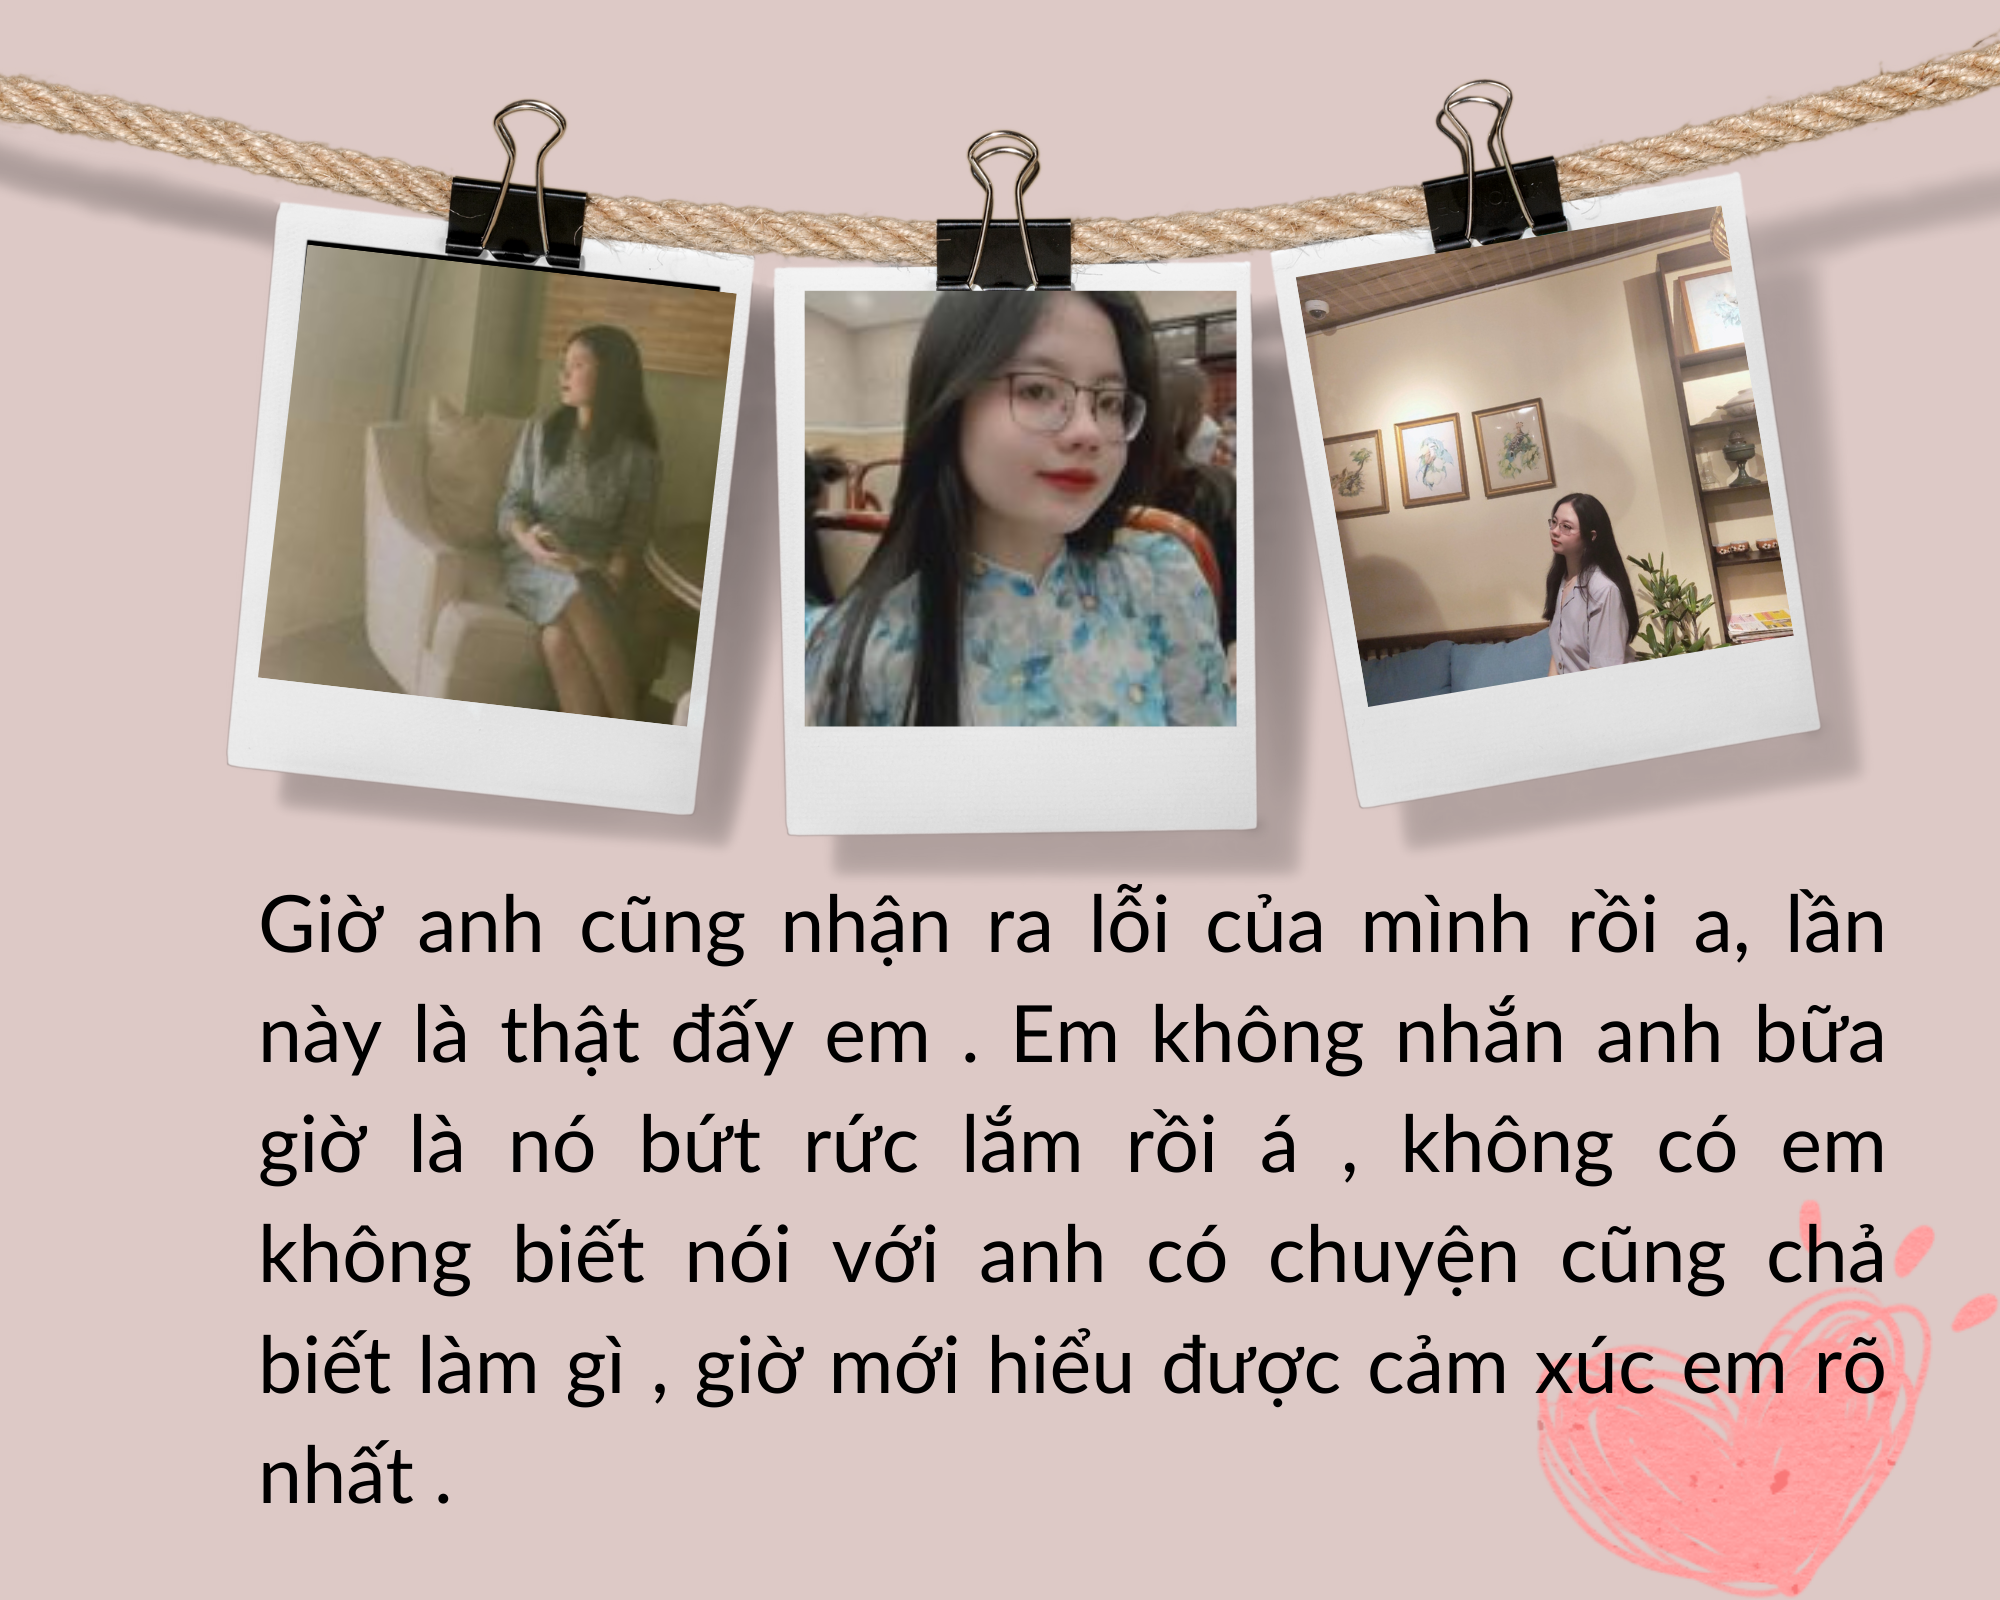 Giờ anh cũng nhận ra lỗi của mình rồi a, lần
này là thật đấy em . Em không nhắn anh bữa
giờ là nó bứt rức lắm rồi á , không có em
không biết nói với anh có chuyện cũng chả
biết làm gì , giờ mới hiểu được cảm xúc em rõ
nhất .